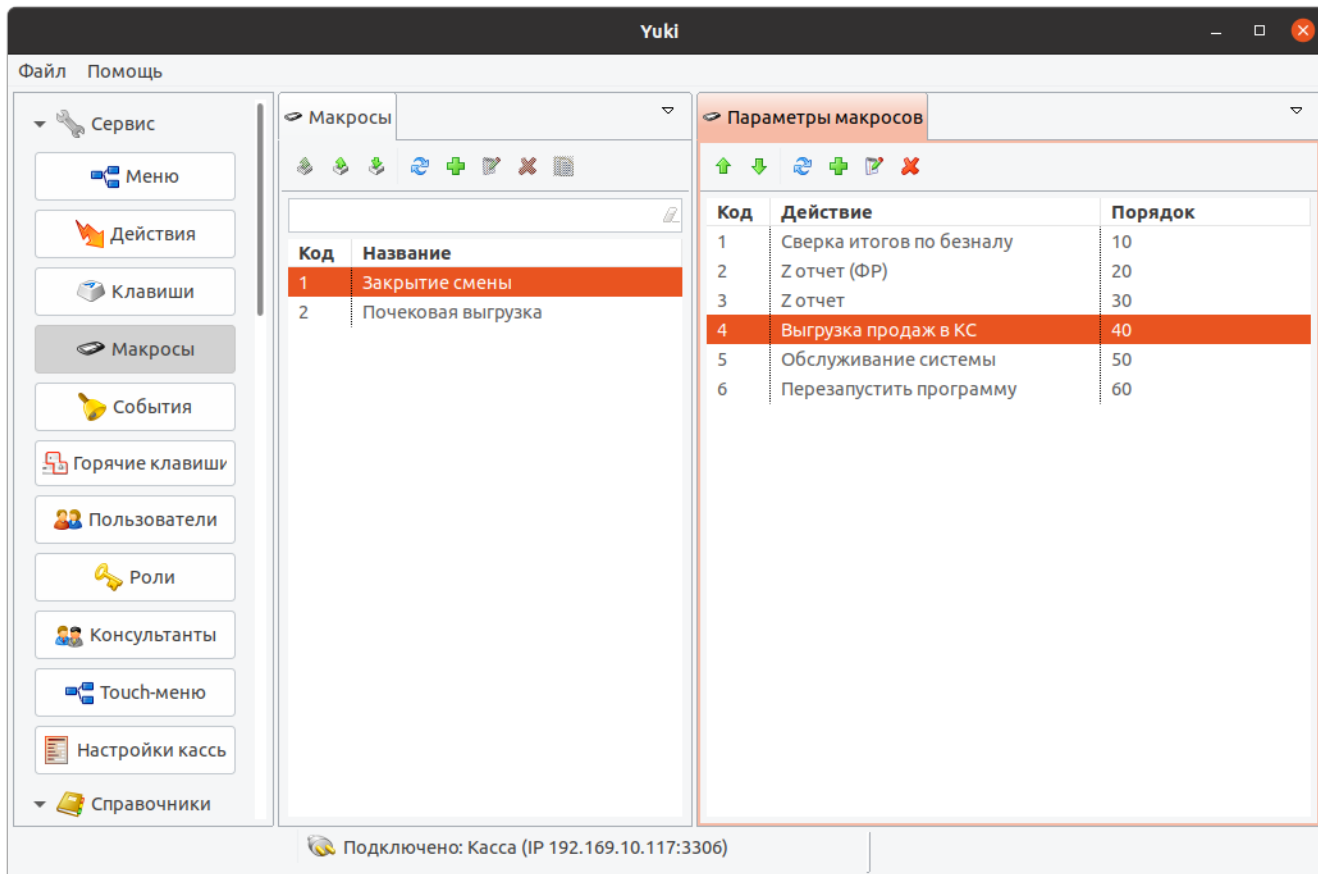 Yuki
Файл Помощь
Сервис
Меню
Действия
Клавиши
Макросы
События
Горячие клавиши
Пользователи
Роли
Консультанты
Touch-меню
Настройки кассь
Справочники
Макросы
Код Название
1 Закрытие смены
2 Почековая выгрузка
Параметры макросов
Код Действие Порядок
1 Сверка итогов по безналу 10
2 Z отчет (ФР) 20
3 Z отчет 30
4 Выгрузка продаж в КС 40
5 Обслуживание системы 50
6 Перезапустить программу 60
Подключено: Касса (IP 192.169.10.117:3306)